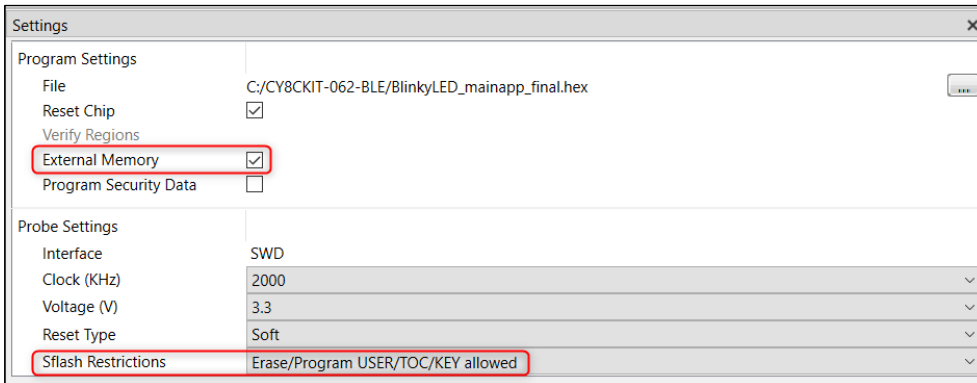 Settings
Program Settings
File C:/CY8CKIT-062-BLE/BlinkyLED_mainapp_final.hex ...
Reset Chip
Verify Regions
External Memory
Program Security Data
Probe Settings
Interface SWD
Clock (KHz) 2000
Voltage (V) 3.3
Reset Type Soft
Sflash Restrictions Erase/Program USER/TOC/KEY allowed